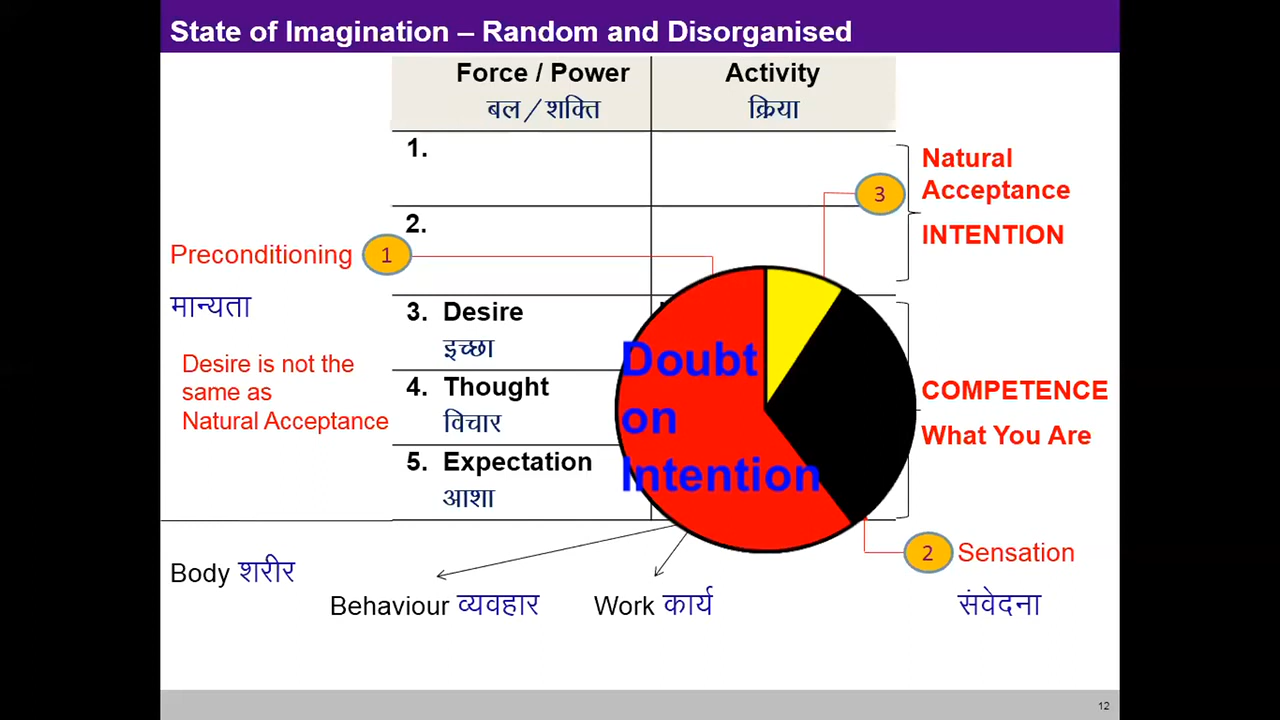 State of Imagination – Random and Disorganised
Force / Power
Activity
बल / शक्ति
क्रिया
1.
Natural
Acceptance
3
INTENTION
2.
Preconditioning
1
मान्यता
3. Desire
इच्छा
Desire is not the
same as
Natural Acceptance
4. Thought
विचार
5. Expectation
आशा
Doubt
on
Intention
COMPETENCE
What You Are
2
Sensation
संवेदना
Body शरीर
Behaviour व्यवहार
Work कार्य
12